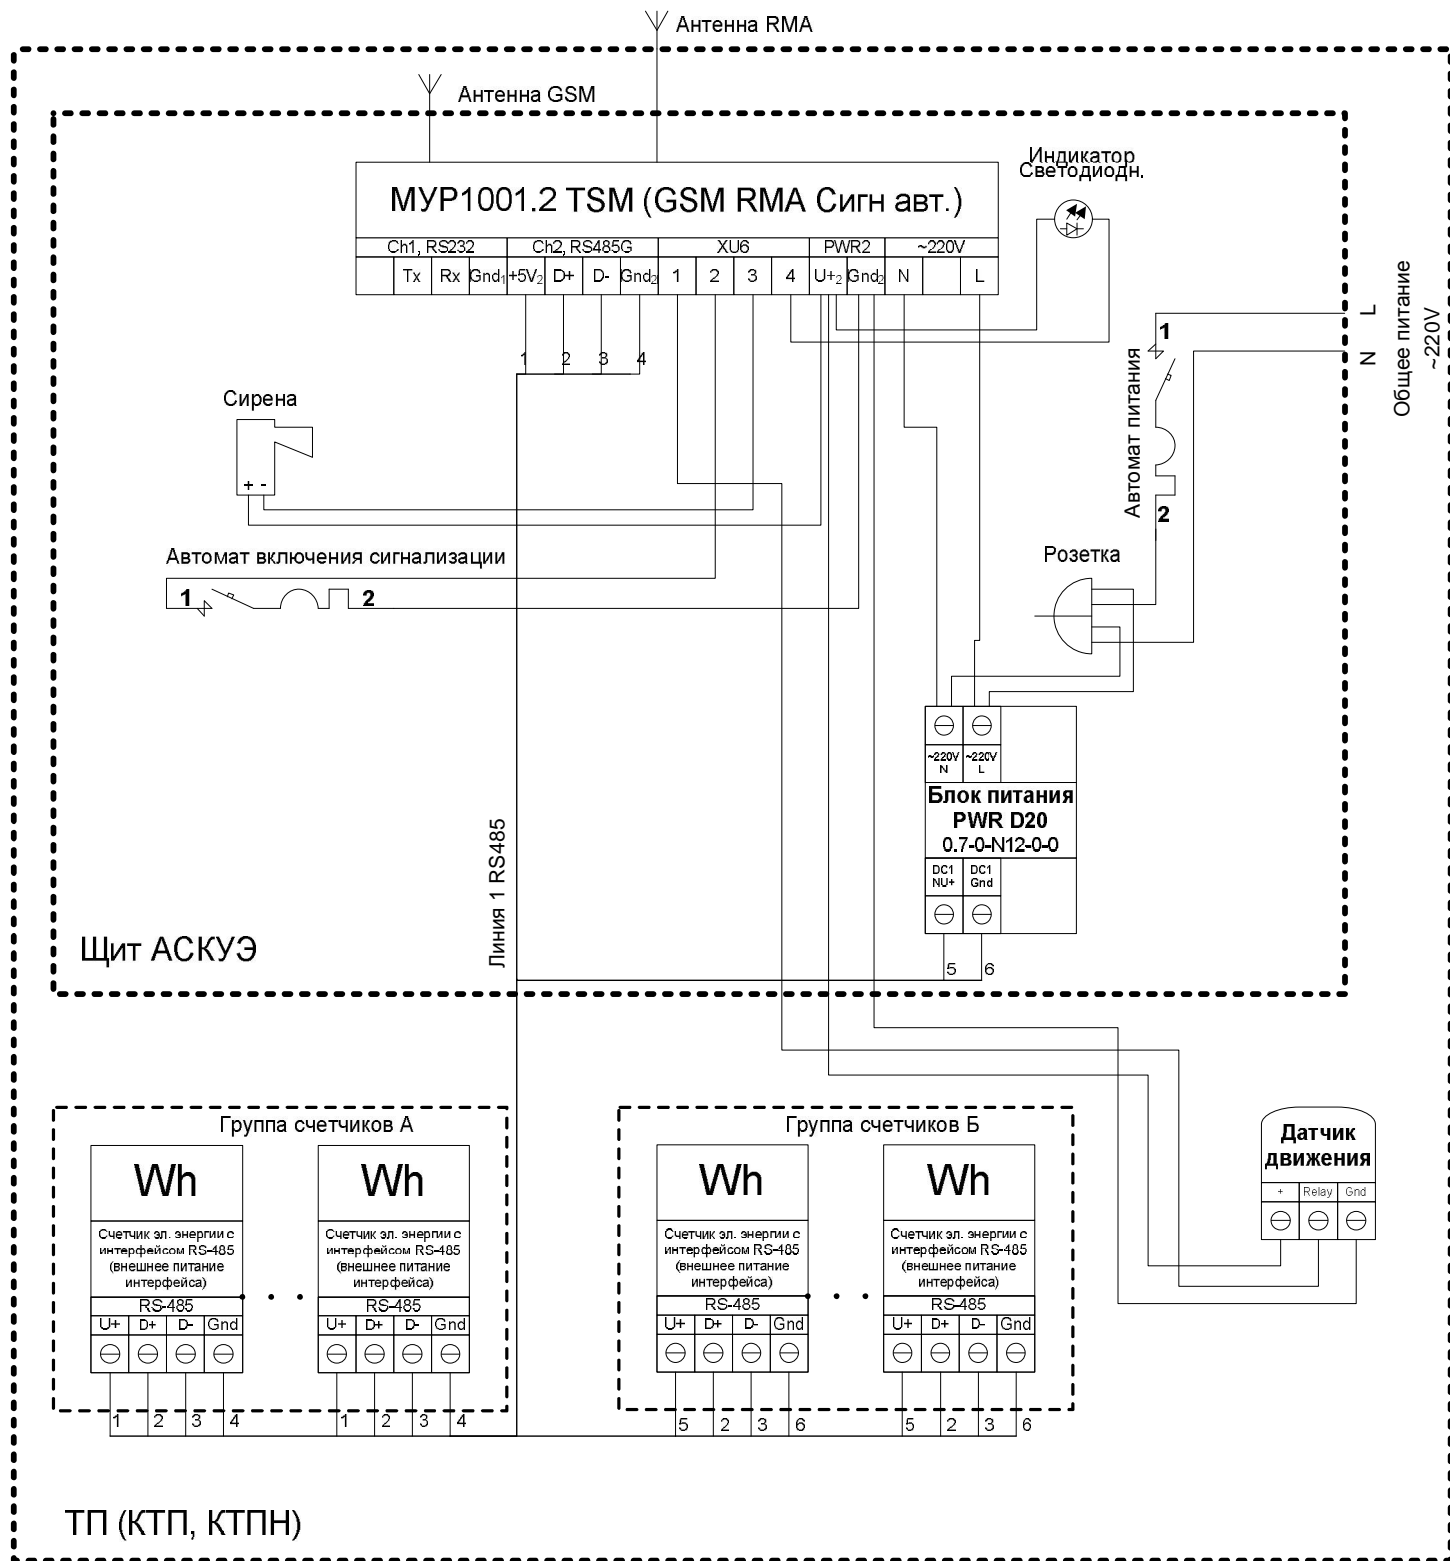 Антенна RMA
Антенна GSM
Индикатор
Светодиодн.
МУР1001.2 TSM (GSM RMA Сигн авт.)
Ch1, RS232 Ch2, RS485G XU6 PWR2 ~220V
Tx Rx Gnd1 +5V2 D+ D- Gnd2 1 2 3 4 U+2 Gnd2 N L
1 2 3 4
L
N
Общее питание
~220V
1
Автомат питания
2
Сирена
+ -
Автомат включения сигнализации
1 2
Розетка
~220V ~220V
N L
Блок питания
PWR D20
0.7-0-N12-0-0
DC1 DC1
NU+ Gnd
5 6
Линия 1 RS485
Щит АСКУЭ
Группа счетчиков А
Wh
Счетчик эл. энергии с
интерфейсом RS-485
(внешнее питание
интерфейса)
RS-485
U+ D+ D- Gnd
1 2 3 4
Wh
Счетчик эл. энергии с
интерфейсом RS-485
(внешнее питание
интерфейса)
RS-485
U+ D+ D- Gnd
1 2 3 4
Группа счетчиков Б
Wh
Счетчик эл. энергии с
интерфейсом RS-485
(внешнее питание
интерфейса)
RS-485
U+ D+ D- Gnd
5 2 3 6
Wh
Счетчик эл. энергии с
интерфейсом RS-485
(внешнее питание
интерфейса)
RS-485
U+ D+ D- Gnd
5 2 3 6
Датчик
движения
+ Relay Gnd
ТП (КТП, КТПН)